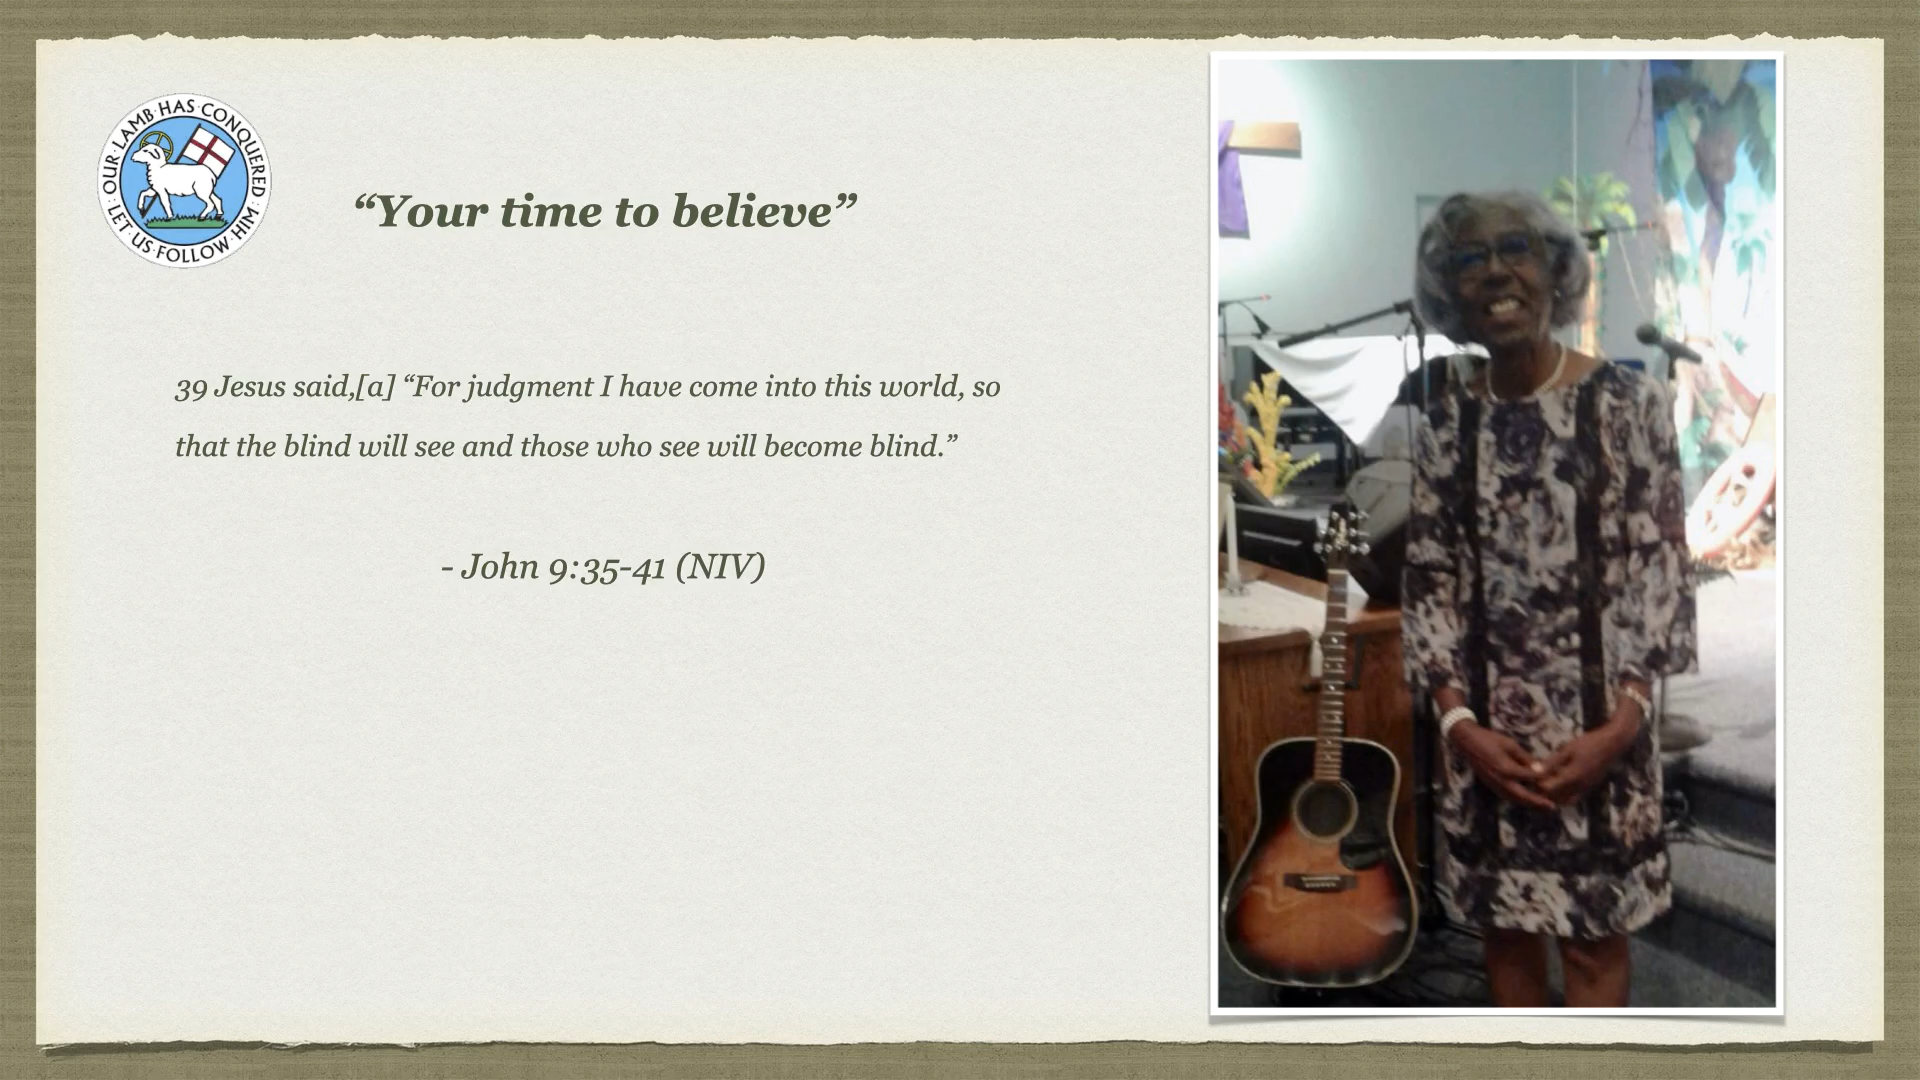 OUR LAMB HAS CONQUERED
LET US FOLLOW HIM
“Your time to believe”
39 Jesus said,[a] “For judgment I have come into this world, so
that the blind will see and those who see will become blind.”
- John 9:35-41 (NIV)